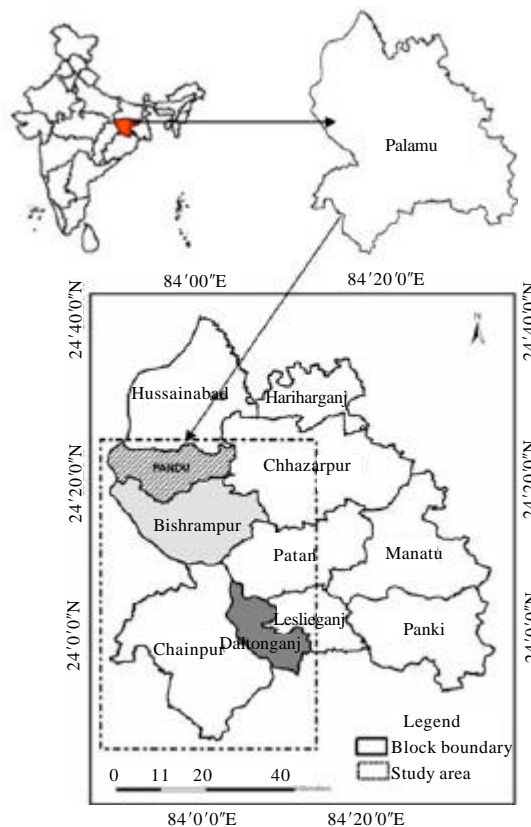 Palamu
84′00″E 84′20″0″E
24′40′0″N 24′40′0″N
N
Hussainabad Hariharganj
Chhazarpur
PANDU
24′20′0″N 24′20′0″N
Bishrampur
Patan Manatu
Leslieganj
Panki
24′0′0″N 24′0′0″N
Chainpur Daltonganj
Legend
Block boundary
Study area
0 11 20 40
84′0′0″E 84′20′0″E